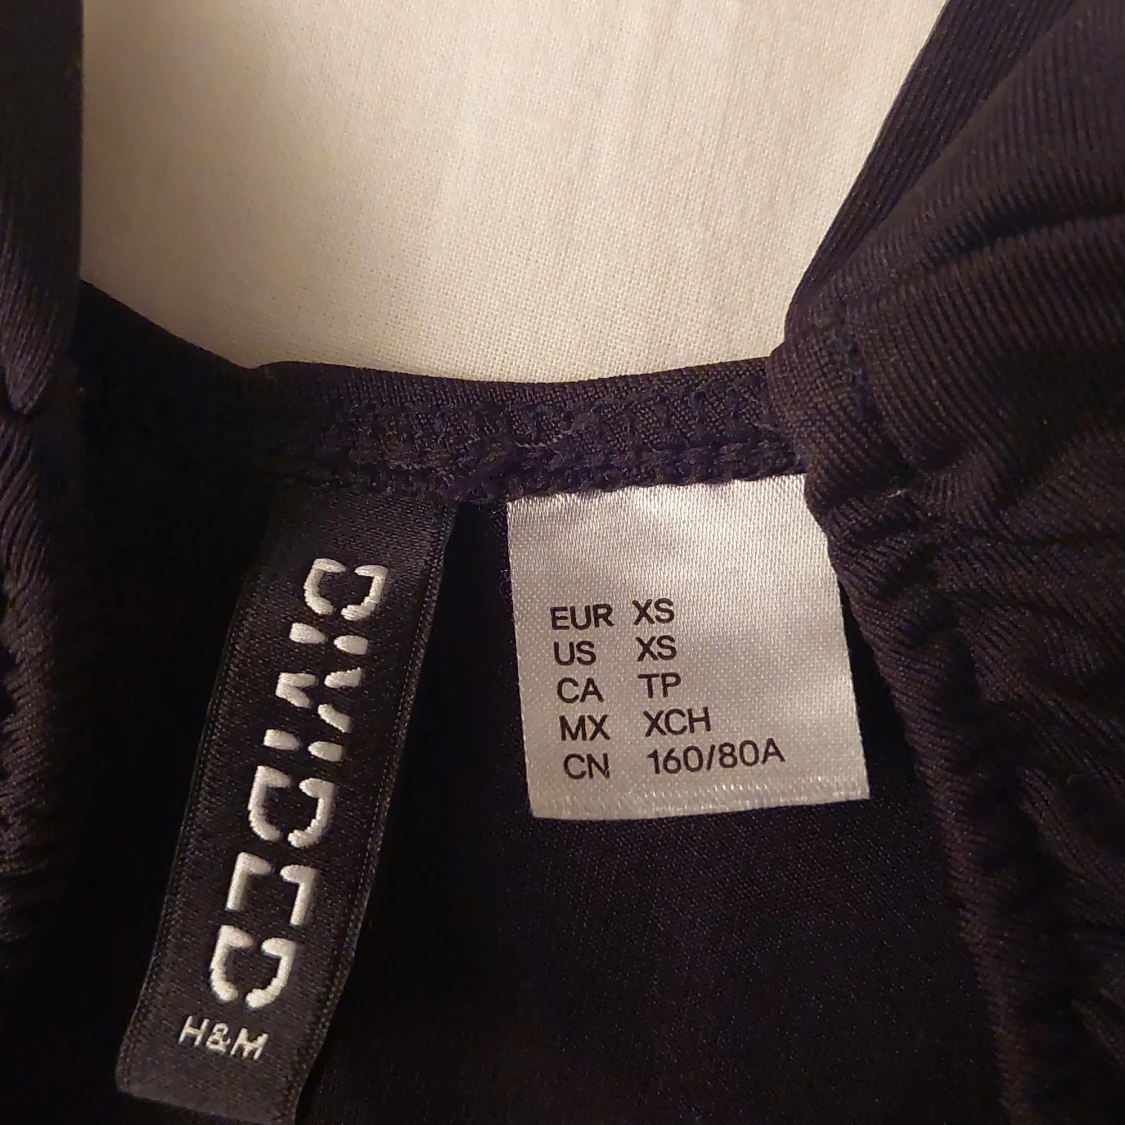 DIVIDED
H&M
EUR XS
US XS
CA TP
MX XCH
CN 160/80A